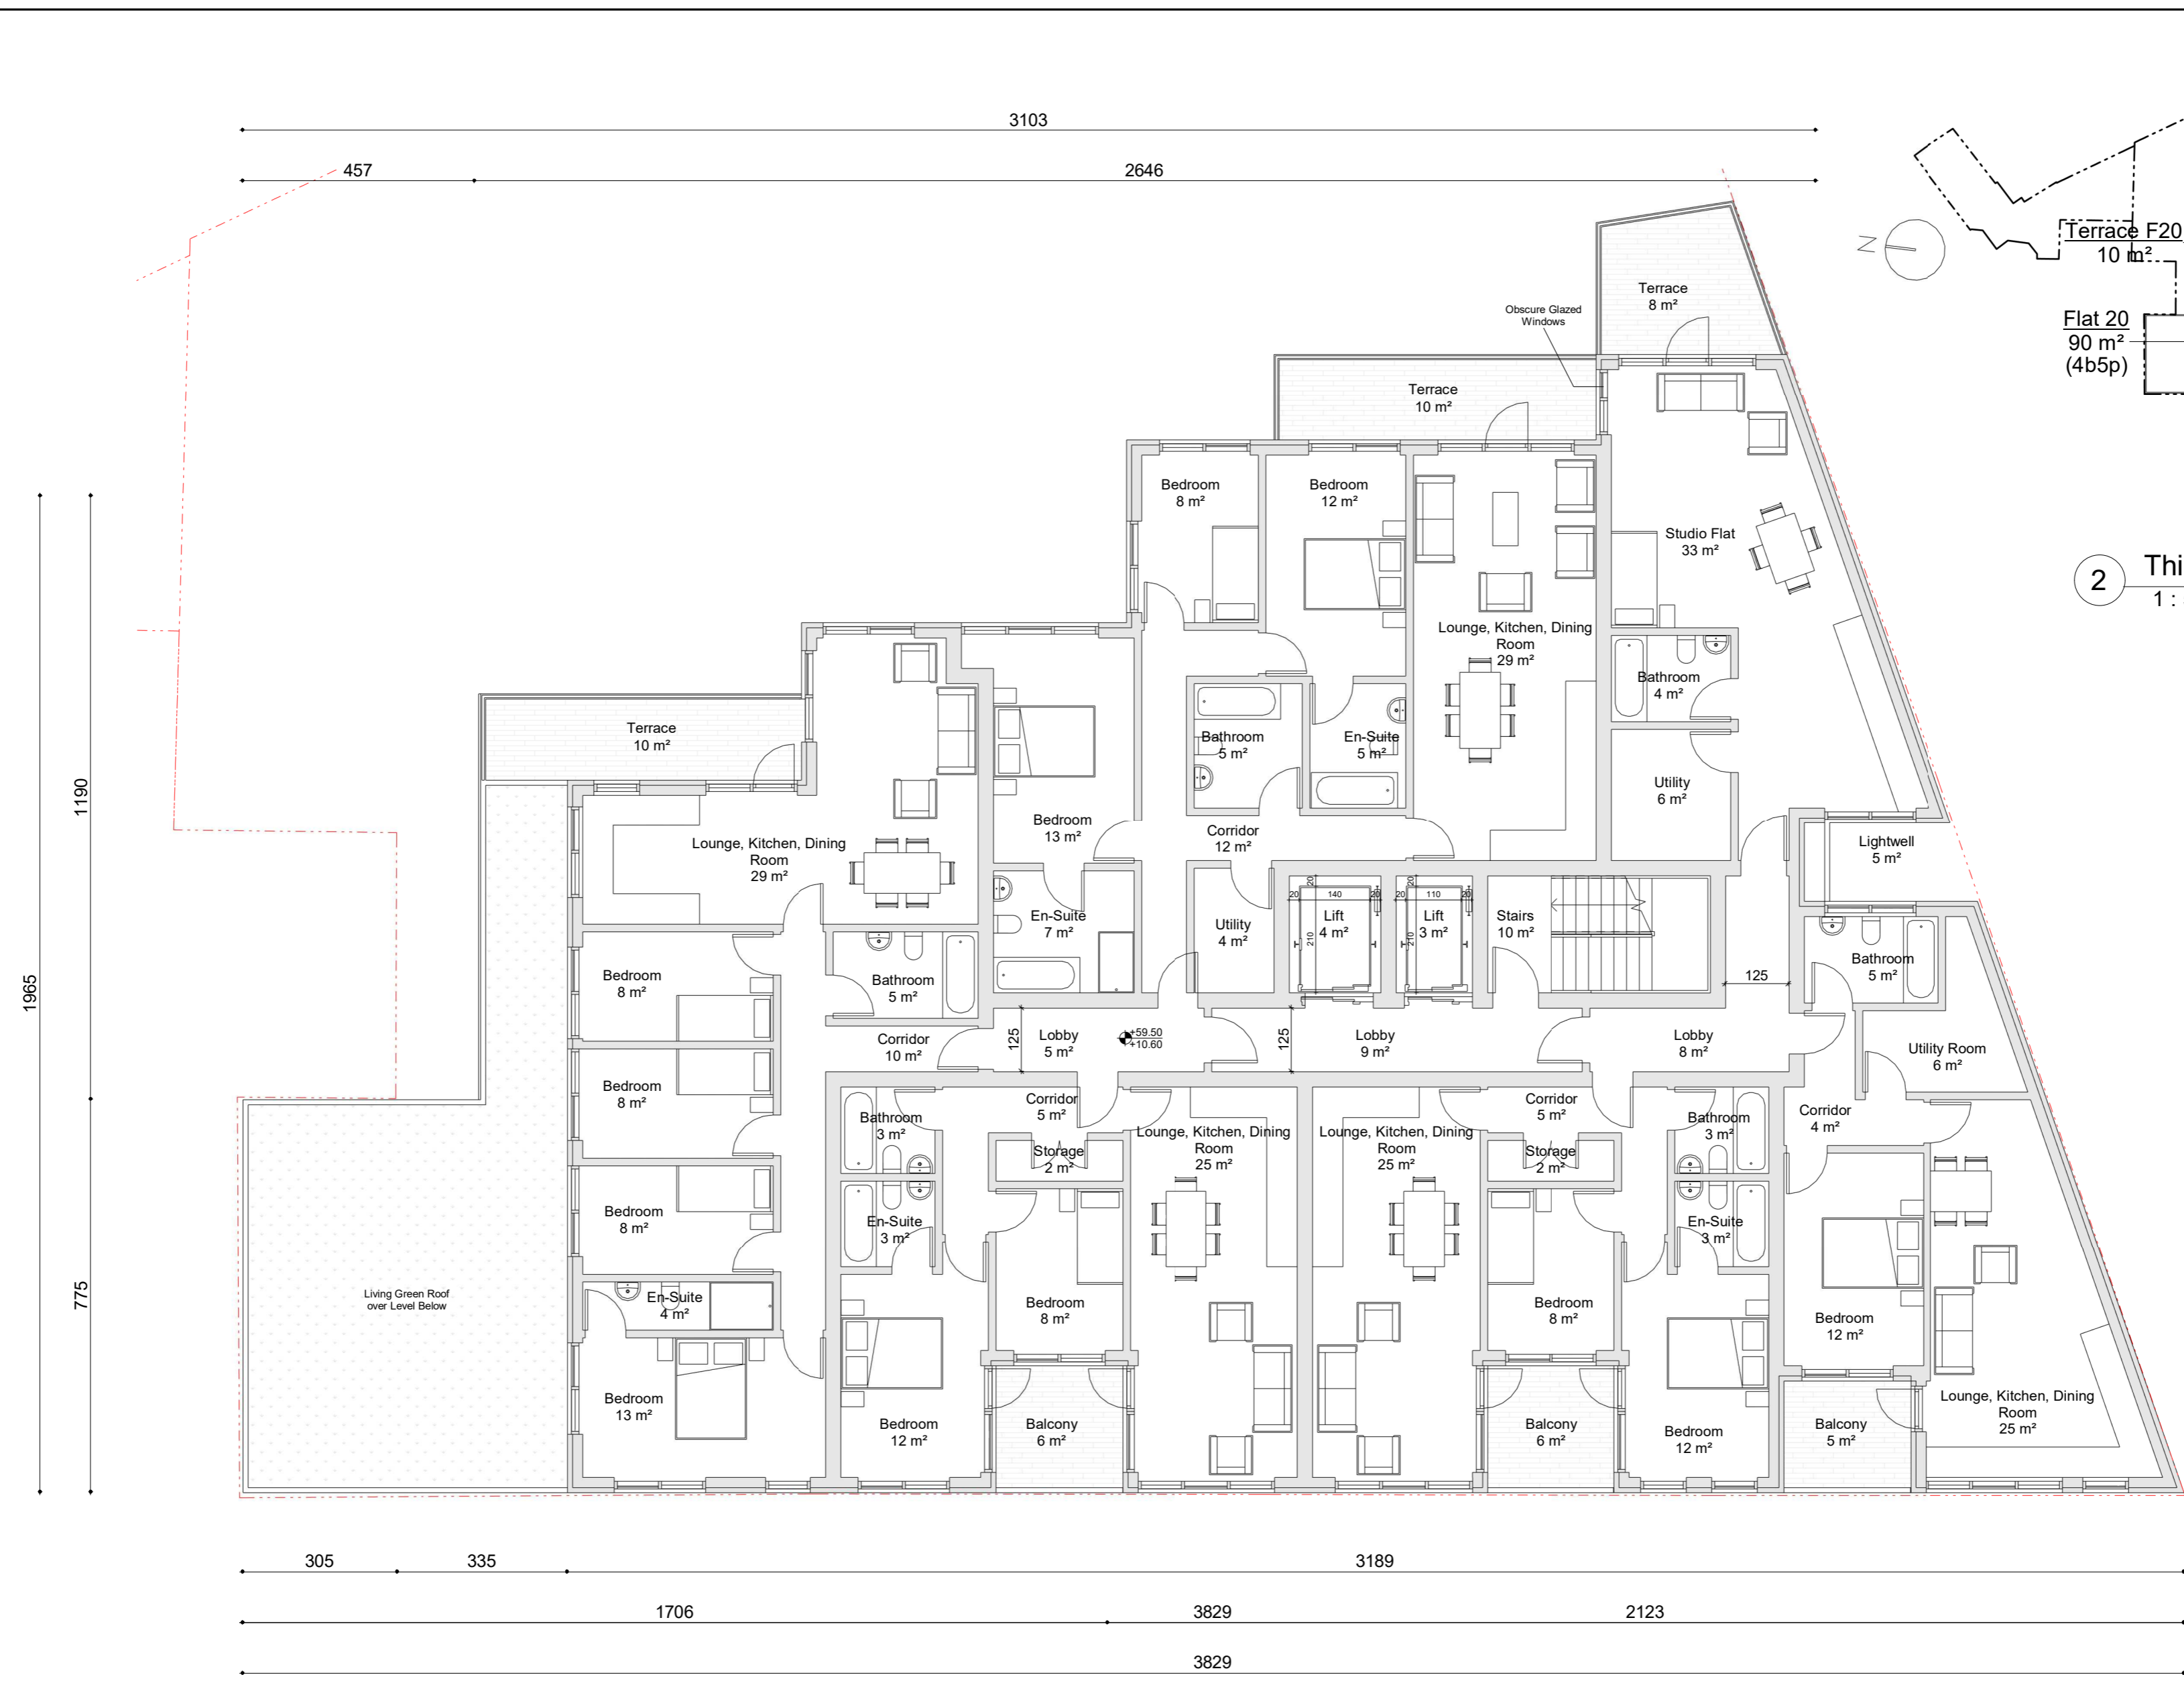 3103
457
2646
Terrace F20
10 m²
N
Flat 20
90 m²
(4b5p)
Terrace
8 m²
Obscure Glazed
Windows
Terrace
10 m²
Bedroom
8 m²
Bedroom
12 m²
Studio Flat
33 m²
2
Thi
1 :
Lounge, Kitchen, Dining
Room
29 m²
Bathroom
4 m²
Terrace
10 m²
Bathroom
5 m²
En-Suite
5 m²
Utility
6 m²
1190
Bedroom
13 m²
Corridor
12 m²
Lounge, Kitchen, Dining
Room
29 m²
Lightwell
5 m²
En-Suite
7 m²
Utility
4 m²
20
20
140
20
Lift
4 m²
210
20
20
110
20
Lift
3 m²
210
Stairs
10 m²
1965
Bedroom
8 m²
Bathroom
5 m²
125
Bathroom
5 m²
Corridor
10 m²
125
Lobby
5 m²
+59.50
+10.60
125
Lobby
9 m²
Lobby
8 m²
Utility Room
6 m²
Bedroom
8 m²
Bathroom
3 m²
Corridor
5 m²
Storage
2 m²
Lounge, Kitchen, Dining
Room
25 m²
Lounge, Kitchen, Dining
Room
25 m²
Corridor
5 m²
Storage
2 m²
Bathroom
3 m²
Corridor
4 m²
Bedroom
8 m²
En-Suite
3 m²
En-Suite
3 m²
775
Living Green Roof
over Level Below
En-Suite
4 m²
Bedroom
8 m²
Bedroom
8 m²
Bedroom
12 m²
Bedroom
13 m²
Bedroom
12 m²
Balcony
6 m²
Balcony
6 m²
Bedroom
12 m²
Balcony
5 m²
Lounge, Kitchen, Dining
Room
25 m²
305
335
3189
1706
3829
2123
3829